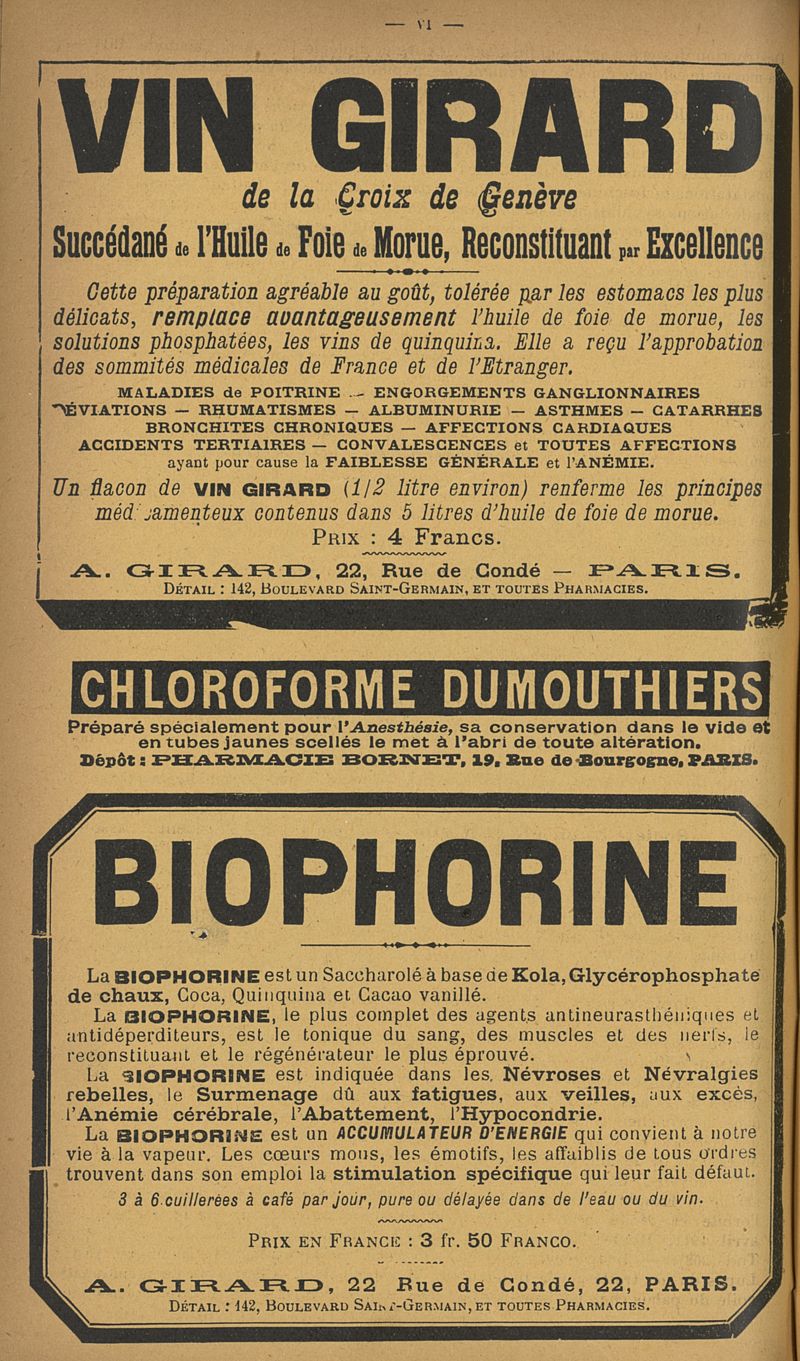 — VI —
VIN GIRARD
de la Croix de Genève
Succédané de l'Huile de Foie de Morue, Reconstituant par Excellence
Cette préparation agréable au goût, tolérée par les estomacs les plus
délicats, remplace avantageusement l'huile de foie de morue, les
solutions phosphatées, les vins de quinquina. Elle a reçu l'approbation
des sommités médicales de France et de l'Etranger.
MALADIES de POITRINE — ENGORGEMENTS GANGLIONNAIRES
DÉVIATIONS — RHUMATISMES — ALBUMINURIE — ASTHMES — CATARRHES
BRONCHITES CHRONIQUES — AFFECTIONS CARDIAQUES
ACCIDENTS TERTIAIRES — CONVALESCENCES et TOUTES AFFECTIONS
ayant pour cause la FAIBLESSE GÉNÉRALE et l'ANÉMIE.
Un flacon de VIN GIRARD (1/2 litre environ) renferme les principes
médicamenteux contenus dans 5 litres d'huile de foie de morue.
PRIX : 4 Francs.
A. GIRARD, 22, Rue de Condé — PARIS.
DÉTAIL : 142, BOULEVARD SAINT-GERMAIN, ET TOUTES PHARMACIES.
CHLOROFORME DUMOUTHIERS
Préparé spécialement pour l'Anesthésie, sa conservation dans le vide et
en tubes jaunes scellés le met à l'abri de toute altération.
Dépôt : PHARMACIE BORNET, 19, Rue de Bourgogne, PARIS.
BIOPHORINE
La BIOPHORINE est un Saccharolé à base de Kola, Glycérophosphate
de chaux, Coca, Quinquina et Cacao vanillé.
La BIOPHORINE, le plus complet des agents antineurasthéniques et
antidéperditeurs, est le tonique du sang, des muscles et des nerfs, le
reconstituant et le régénérateur le plus éprouvé.
La BIOPHORINE est indiquée dans les Névroses et Névralgies
rebelles, le Surmenage dû aux fatigues, aux veilles, aux excès,
l'Anémie cérébrale, l'Abattement, l'Hypocondrie.
La BIOPHORINE est un ACCUMULATEUR D'ENERGIE qui convient à notre
vie à la vapeur. Les cœurs mous, les émotifs, les affaiblis de tous ordres
trouvent dans son emploi la stimulation spécifique qui leur fait défaut.
3 à 6 cuillerées à café par jour, pure ou délayée dans de l'eau ou du vin.
PRIX EN FRANCE : 3 fr. 50 FRANCO.
A. GIRARD, 22 Rue de Condé, 22, PARIS.
DÉTAIL : 142, BOULEVARD SAINT-GERMAIN, ET TOUTES PHARMACIES.